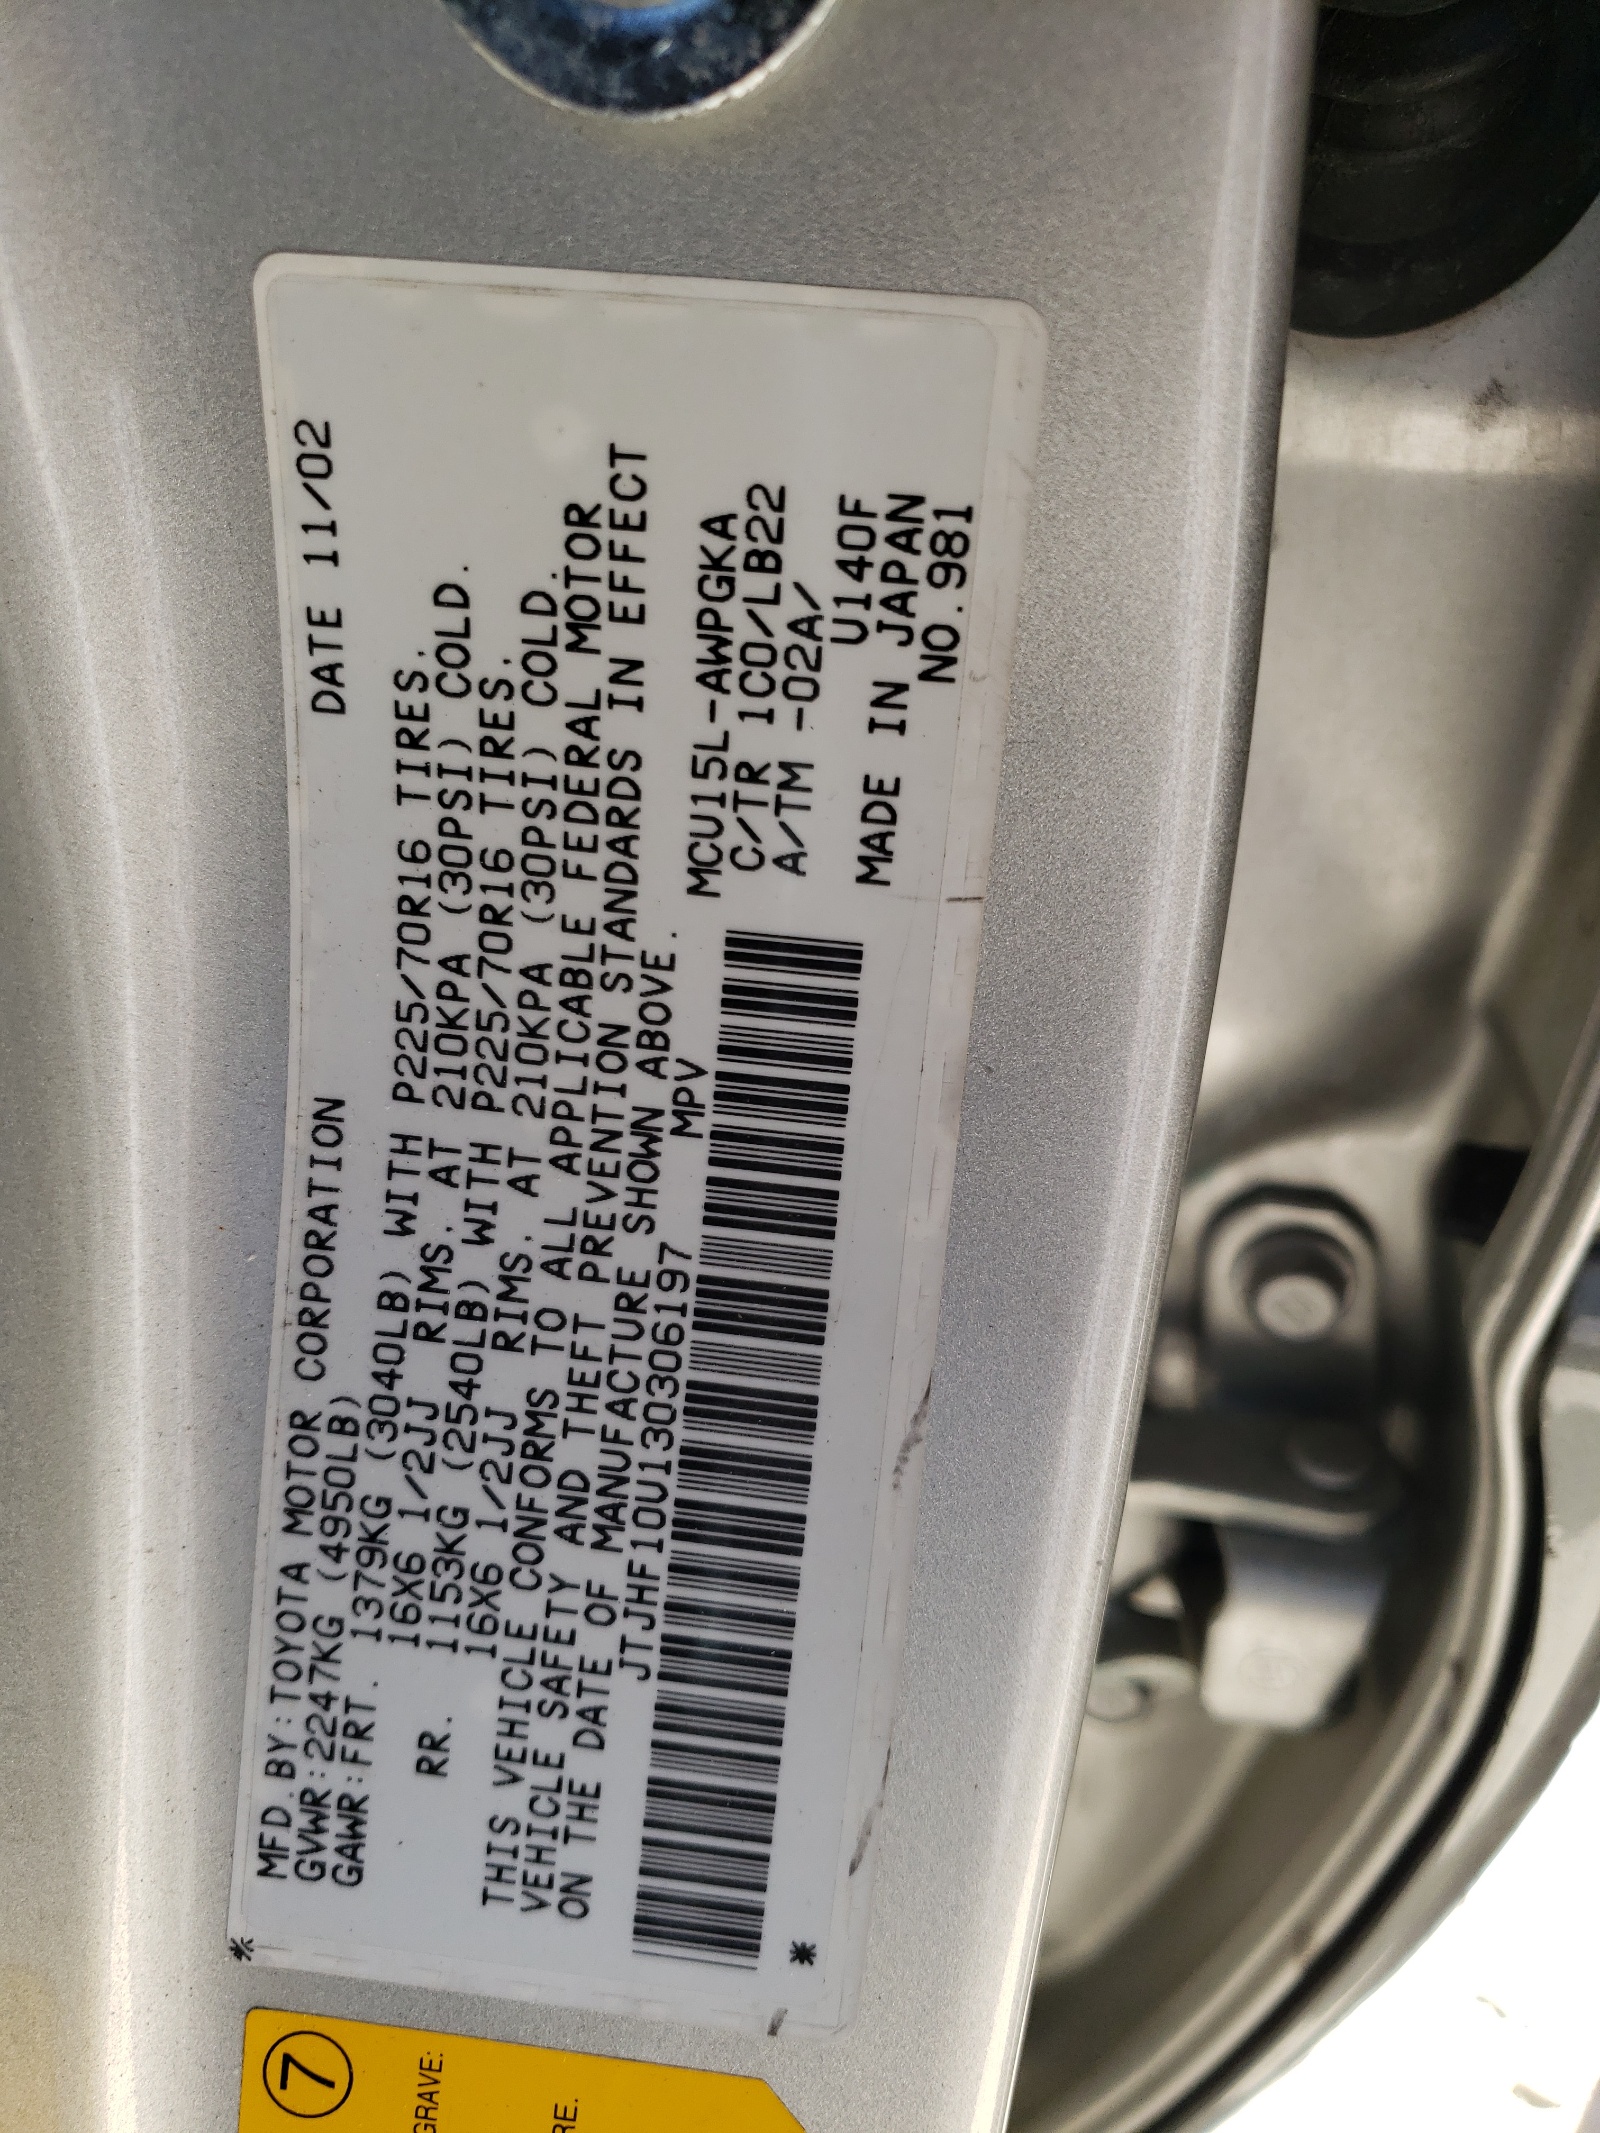 MFD.BY:TOYOTA MOTOR CORPORATION DATE 11/02
GVWR:2247KG (4950LB)
GAWR:FRT. 1379KG (3040LB) WITH P225/70R16 TIRES.
16X6 1/2JJ RIMS. AT 210KPA (30PSI) COLD.
RR. 1153KG (2540LB) WITH P225/70R16 TIRES.
16X6 1/2JJ RIMS. AT 210KPA (30PSI) COLD.
THIS VEHICLE CONFORMS TO ALL APPLICABLE FEDERAL MOTOR
VEHICLE SAFETY AND THEFT PREVENTION STANDARDS IN EFFECT
ON THE DATE OF MANUFACTURE SHOWN ABOVE.
JTJHF10U130306197 MPV
MCU15L-AWPGKA
C/TR 1C0/LB22
A/TM -02A/
U140F
MADE IN JAPAN
NO.981
7
GRAVE:
RE.